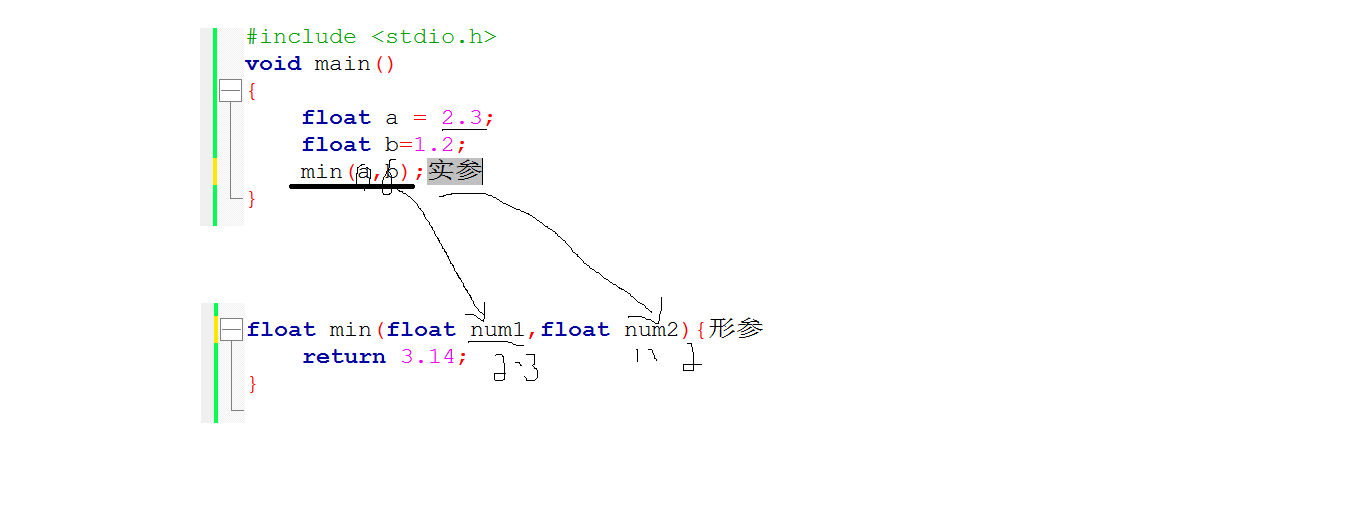 #include <stdio.h>
void main()
{
float a = 2.3;
float b=1.2;
min(a,b);实参
}
float min(float num1,float num2){形参
return 3.14;
2.3
1.2
}